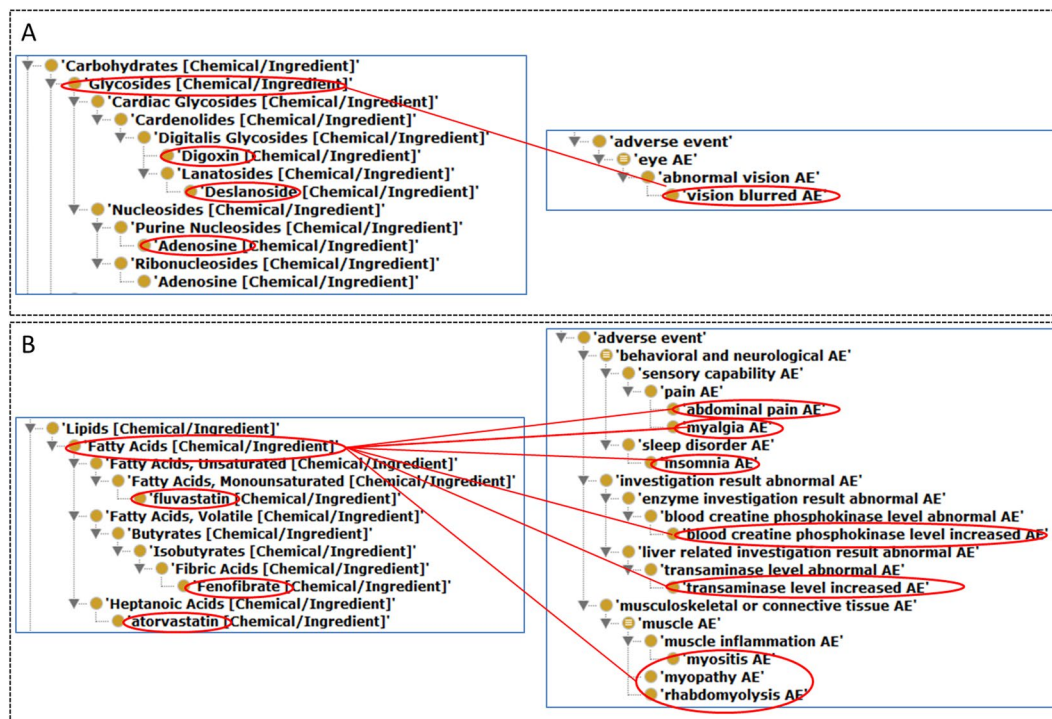 A
'Carbohydrates [Chemical/Ingredient]'
'Glycosides [Chemical/Ingredient]'
'Cardiac Glycosides [Chemical/Ingredient]'
'Cardenolides [Chemical/Ingredient]'
'Digitalis Glycosides [Chemical/Ingredient]'
'Digoxin [Chemical/Ingredient]'
'Lanatosides [Chemical/Ingredient]'
'Deslanoside [Chemical/Ingredient]'
'Nucleosides [Chemical/Ingredient]'
'Purine Nucleosides [Chemical/Ingredient]'
'Adenosine [Chemical/Ingredient]'
'Ribonucleosides [Chemical/Ingredient]'
'Adenosine [Chemical/Ingredient]'
'adverse event'
'eye AE'
'abnormal vision AE'
'vision blurred AE'
B
'Lipids [Chemical/Ingredient]'
'Fatty Acids [Chemical/Ingredient]'
'Fatty Acids, Unsaturated [Chemical/Ingredient]'
'Fatty Acids, Monounsaturated [Chemical/Ingredient]'
'fluvastatin [Chemical/Ingredient]'
'Fatty Acids, Volatile [Chemical/Ingredient]'
'Butyrates [Chemical/Ingredient]'
'Isobutyrates [Chemical/Ingredient]'
'Fibric Acids [Chemical/Ingredient]'
'Fenofibrate [Chemical/Ingredient]'
'Heptanoic Acids [Chemical/Ingredient]'
'atorvastatin [Chemical/Ingredient]'
'adverse event'
'behavioral and neurological AE'
'sensory capability AE'
'pain AE'
'abdominal pain AE'
'myalgia AE'
'sleep disorder AE'
'insomnia AE'
'investigation result abnormal AE'
'enzyme investigation result abnormal AE'
'blood creatine phosphokinase level abnormal AE'
'blood creatine phosphokinase level increased AE'
'liver related investigation result abnormal AE'
'transaminase level abnormal AE'
'transaminase level increased AE'
'musculoskeletal or connective tissue AE'
'muscle AE'
'muscle inflammation AE'
'myositis AE'
'myopathy AE'
'rhabdomyolysis AE'